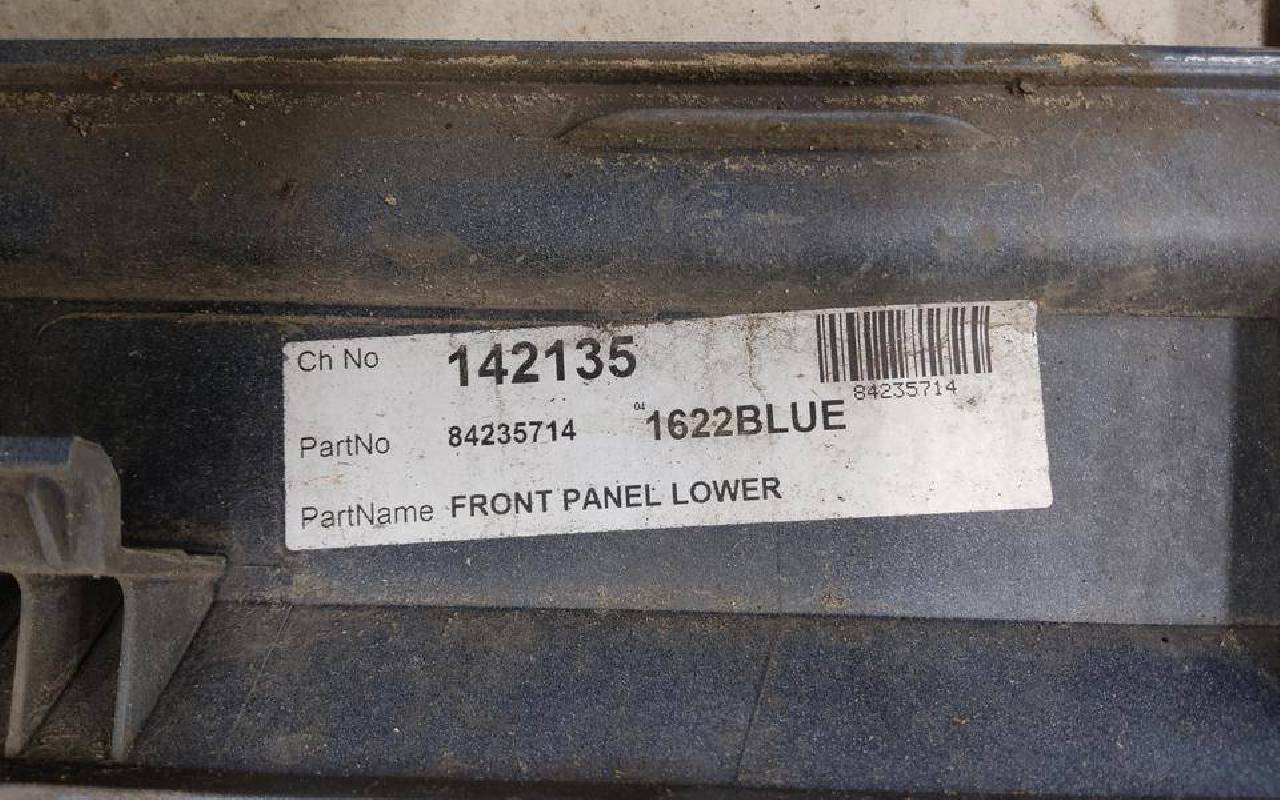 Ch No 142135
84235714
PartNo 84235714 1622BLUE
PartName FRONT PANEL LOWER